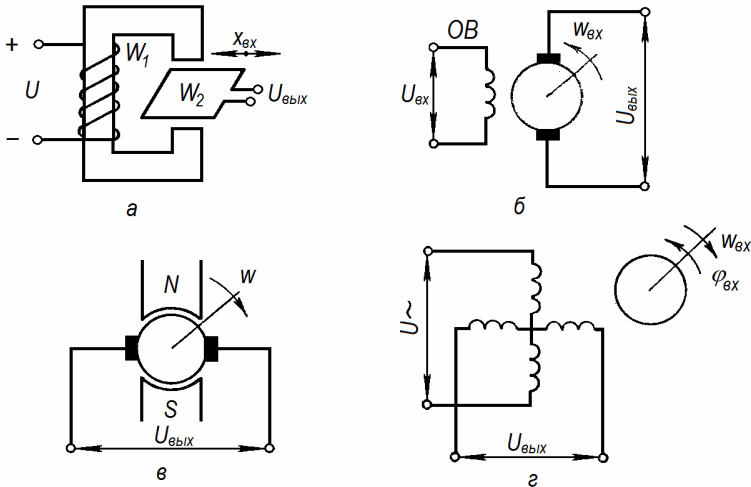 +
U
−
W₁
W₂
xвх
Uвых
а
ОВ
Uвх
wвх
Uвых
б
N
w
S
Uвых
в
U~
Uвых
wвх
φвх
г